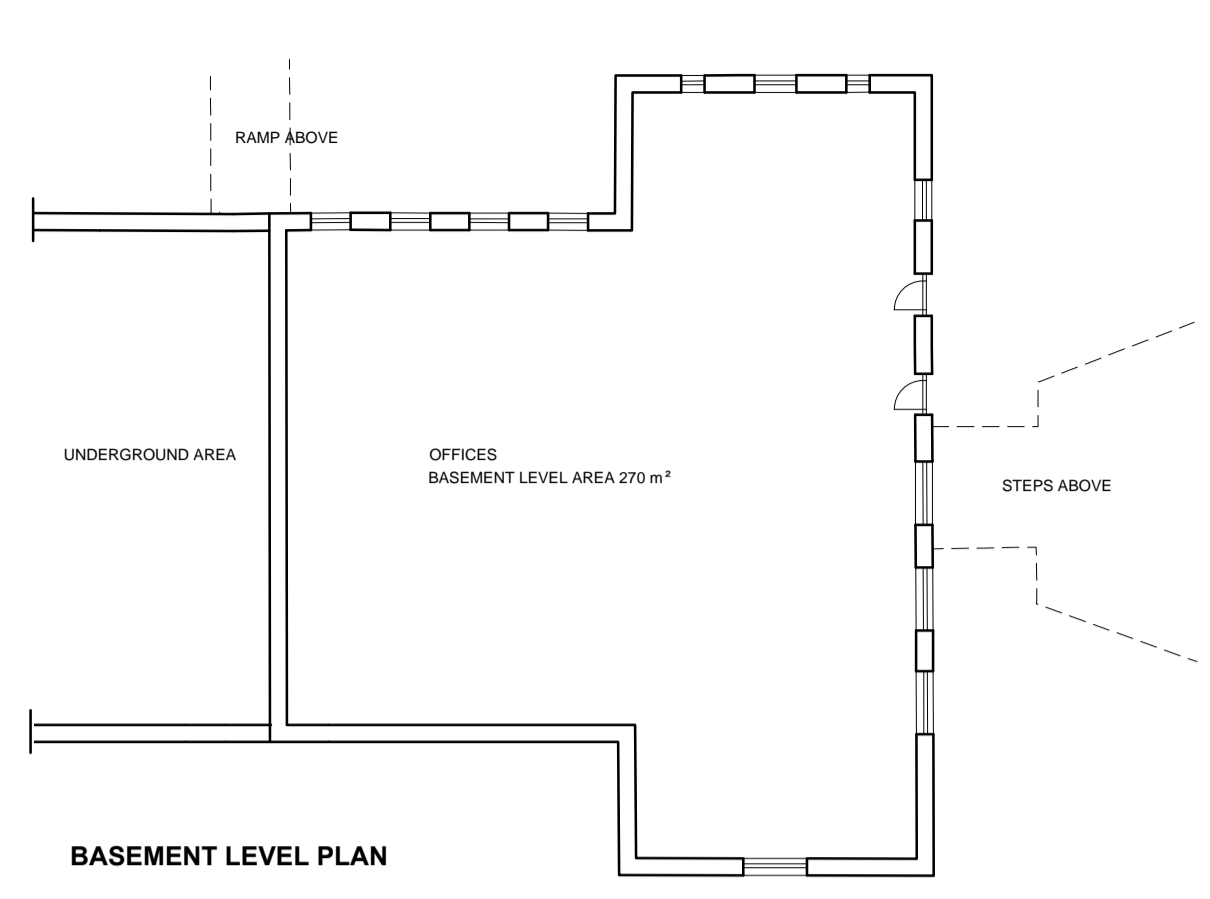 RAMP ABOVE
UNDERGROUND AREA
OFFICES
BASEMENT LEVEL AREA 270 m²
STEPS ABOVE
BASEMENT LEVEL PLAN